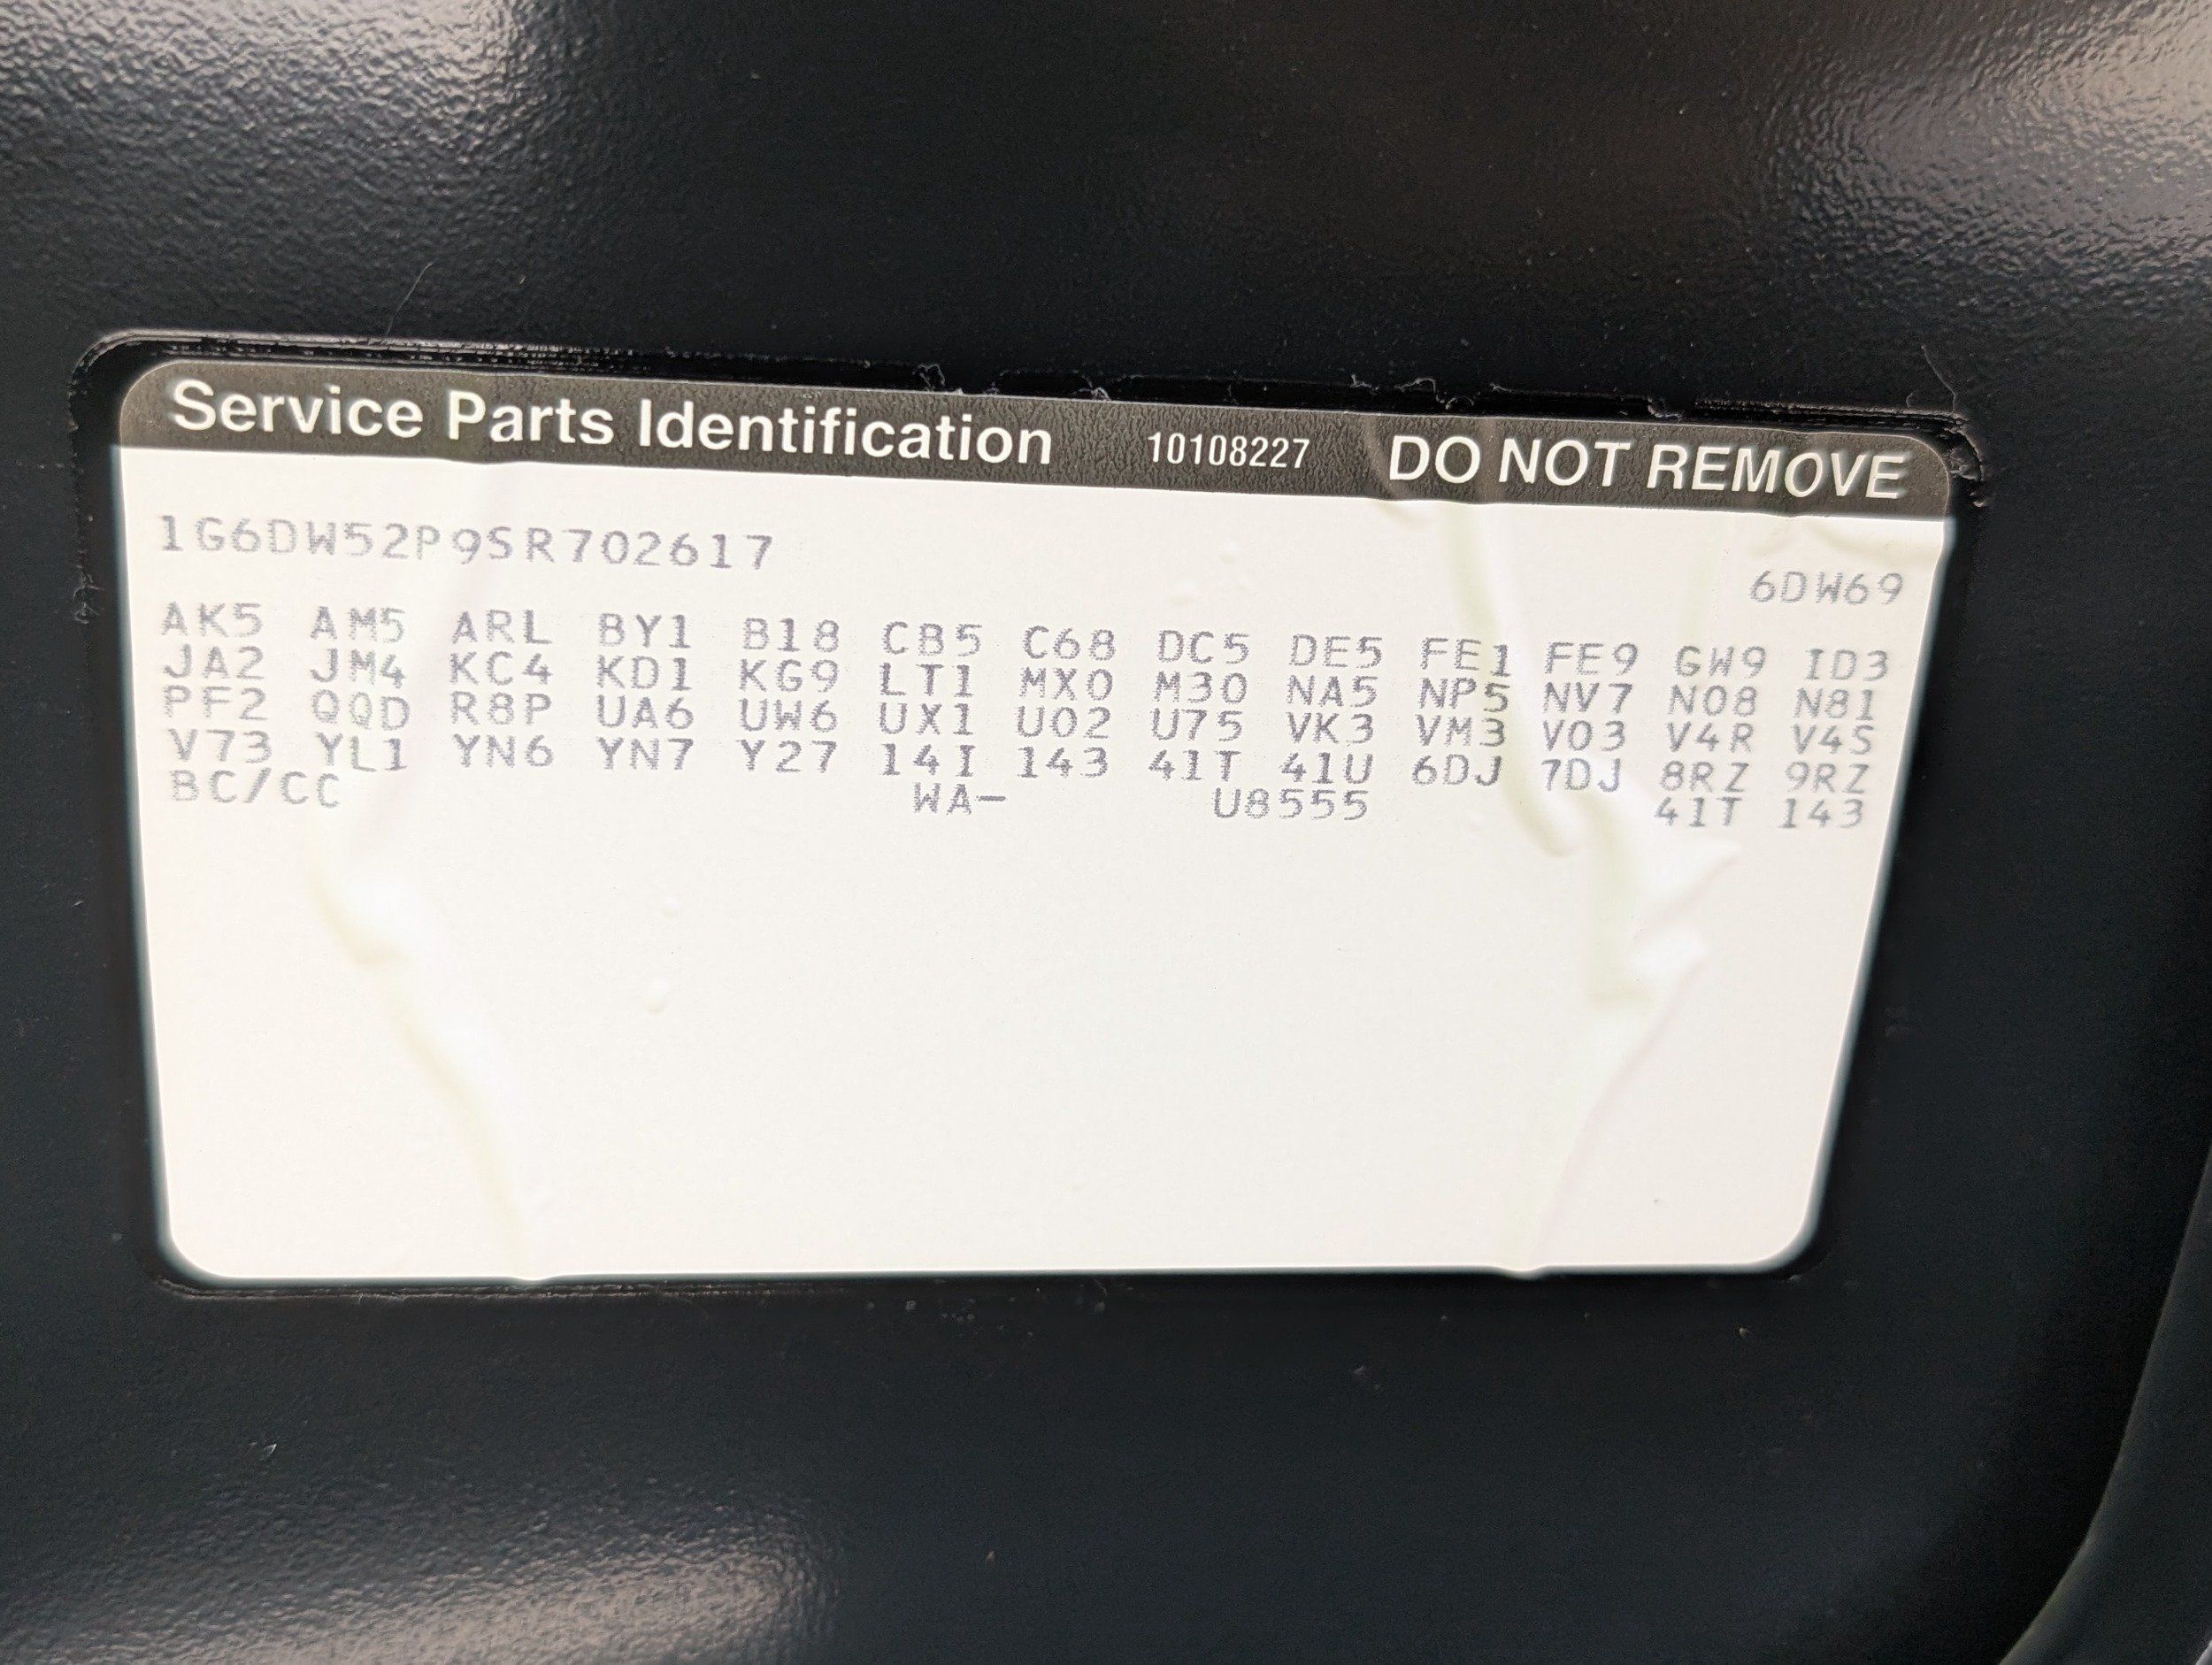 Service Parts Identification 10108227 DO NOT REMOVE
1G6DW52P9SR702617
6DW69
AK5 AM5 ARL BY1 B18 CB5 C68 DC5 DE5 FE1 FE9 GW9 ID3
JA2 JM4 KC4 KD1 KG9 LT1 MX0 M30 NA5 NP5 NV7 N08 N81
PF2 QQD R8P UA6 UW6 UX1 U02 U75 VK3 VM3 V03 V4R V4S
V73 YL1 YN6 YN7 Y27 14I 143 41T 41U 6DJ 7DJ 8RZ 9RZ
BC/CC WA- U8555 41T 143